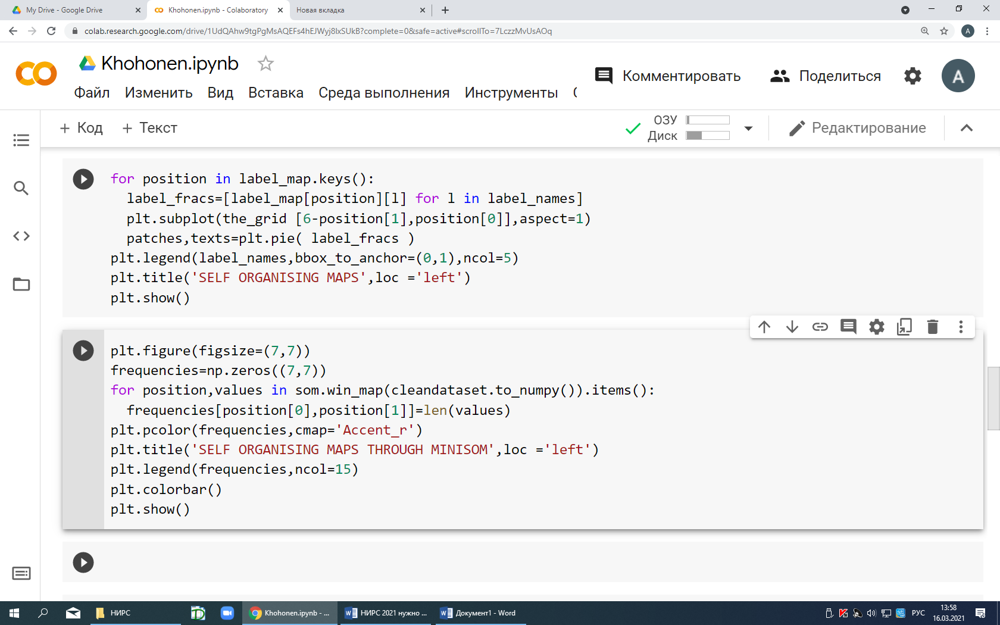 My Drive - Google Drive
Khohonen.ipynb - Colaboratory
Новая вкладка
colab.research.google.com/drive/1UdQAhw9tgPgMsAQEFs4hEJWyj8lxSUkB?complete=0&safe=active#scrollTo=7LczzMvUsAOq
A
Khohonen.ipynb
Комментировать
Поделиться
A
Файл Изменить Вид Вставка Среда выполнения Инструменты
+ Код + Текст
ОЗУ
Диск
Редактирование
for position in label_map.keys():
label_fracs=[label_map[position][l] for l in label_names]
plt.subplot(the_grid [6-position[1],position[0]],aspect=1)
patches,texts=plt.pie( label_fracs )
plt.legend(label_names,bbox_to_anchor=(0,1),ncol=5)
plt.title('SELF ORGANISING MAPS',loc ='left')
plt.show()
plt.figure(figsize=(7,7))
frequencies=np.zeros((7,7))
for position,values in som.win_map(cleandataset.to_numpy()).items():
frequencies[position[0],position[1]]=len(values)
plt.pcolor(frequencies,cmap='Accent_r')
plt.title('SELF ORGANISING MAPS THROUGH MINISOM',loc ='left')
plt.legend(frequencies,ncol=15)
plt.colorbar()
plt.show()
НИРС
Khohonen.ipynb - ...
НИРС 2021 нужно ...
Документ1 - Word
РУС
13:58
16.03.2021